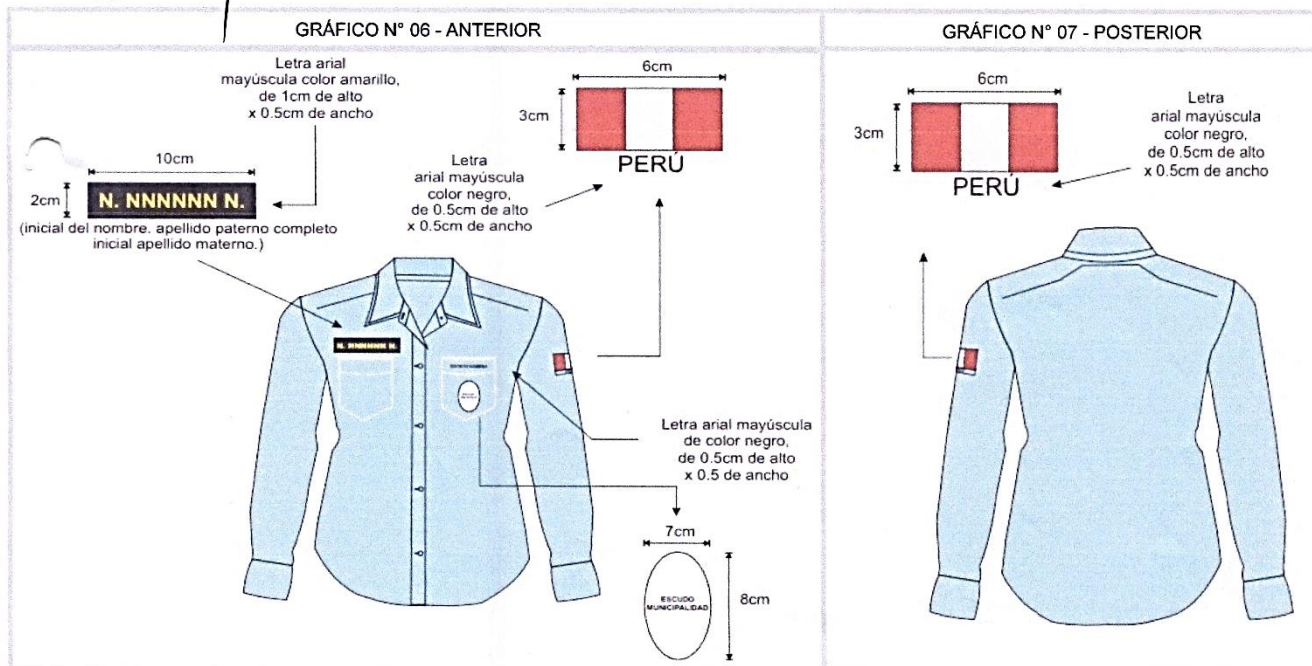 GRÁFICO N° 06 - ANTERIOR
Letra arial
mayúscula color amarillo,
de 1cm de alto
x 0.5cm de ancho
10cm
2cm
N. NNNNNN N.
(inicial del nombre. apellido paterno completo
inicial apellido materno.)
6cm
3cm
PERÚ
Letra
arial mayúscula
color negro,
de 0.5cm de alto
x 0.5cm de ancho
N. NNNNNN N.
Letra arial mayúscula
de color negro,
de 0.5cm de alto
x 0.5 de ancho
7cm
8cm
ESCUDO
MUNICIPALIDAD
GRÁFICO N° 07 - POSTERIOR
6cm
3cm
PERÚ
Letra
arial mayúscula
color negro,
de 0.5cm de alto
x 0.5cm de ancho